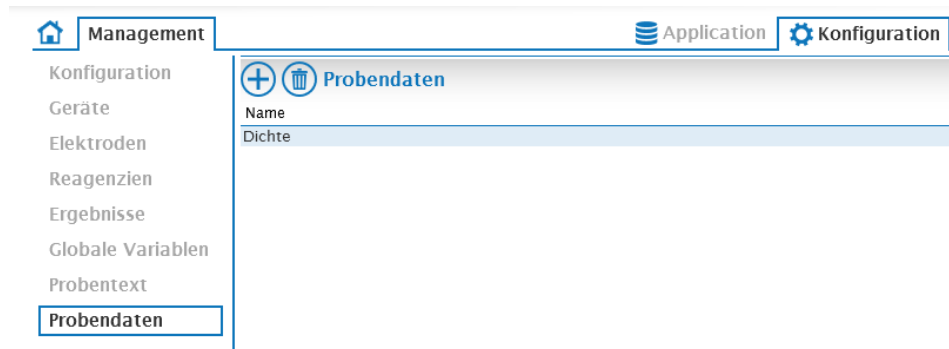 Management
Application
Konfiguration
Konfiguration
Geräte
Elektroden
Reagenzien
Ergebnisse
Globale Variablen
Probentext
Probendaten
Probendaten
Name
Dichte